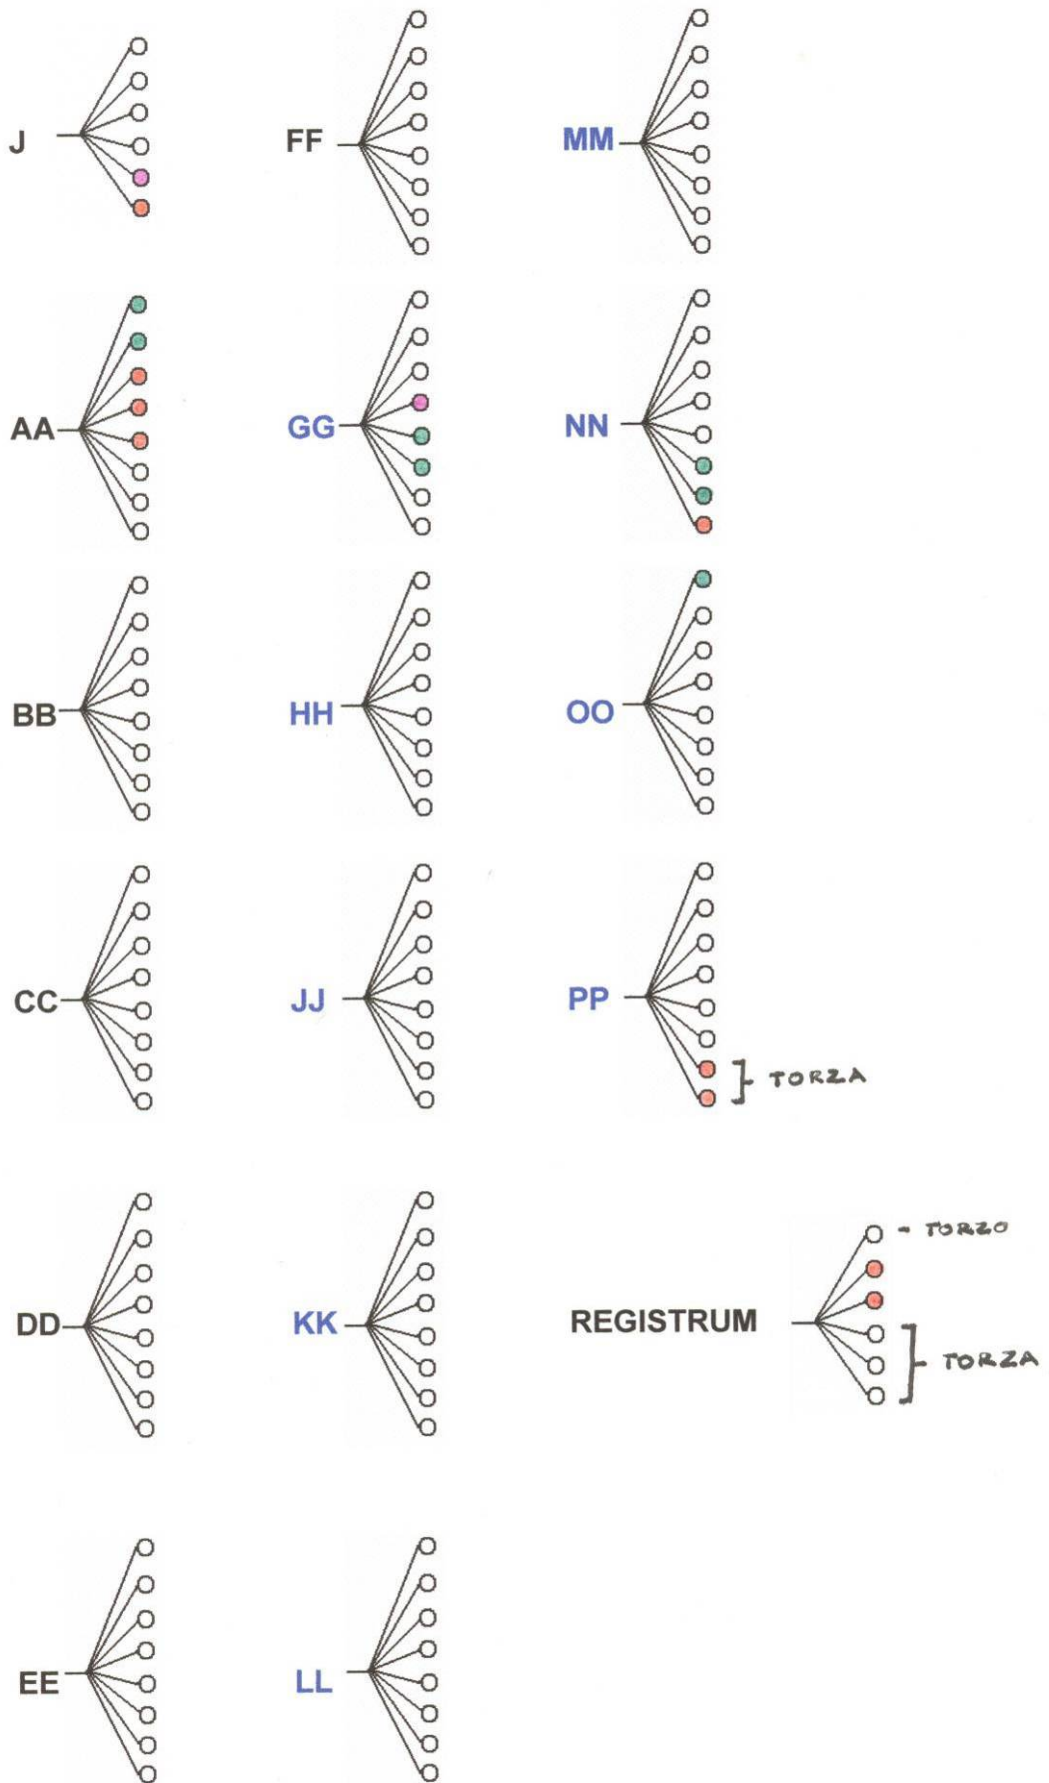 J
FF
MM
AA
GG
NN
BB
HH
OO
CC
JJ
PP
TORZA
DD
KK
REGISTRUM
- TORZO
TORZA
EE
LL